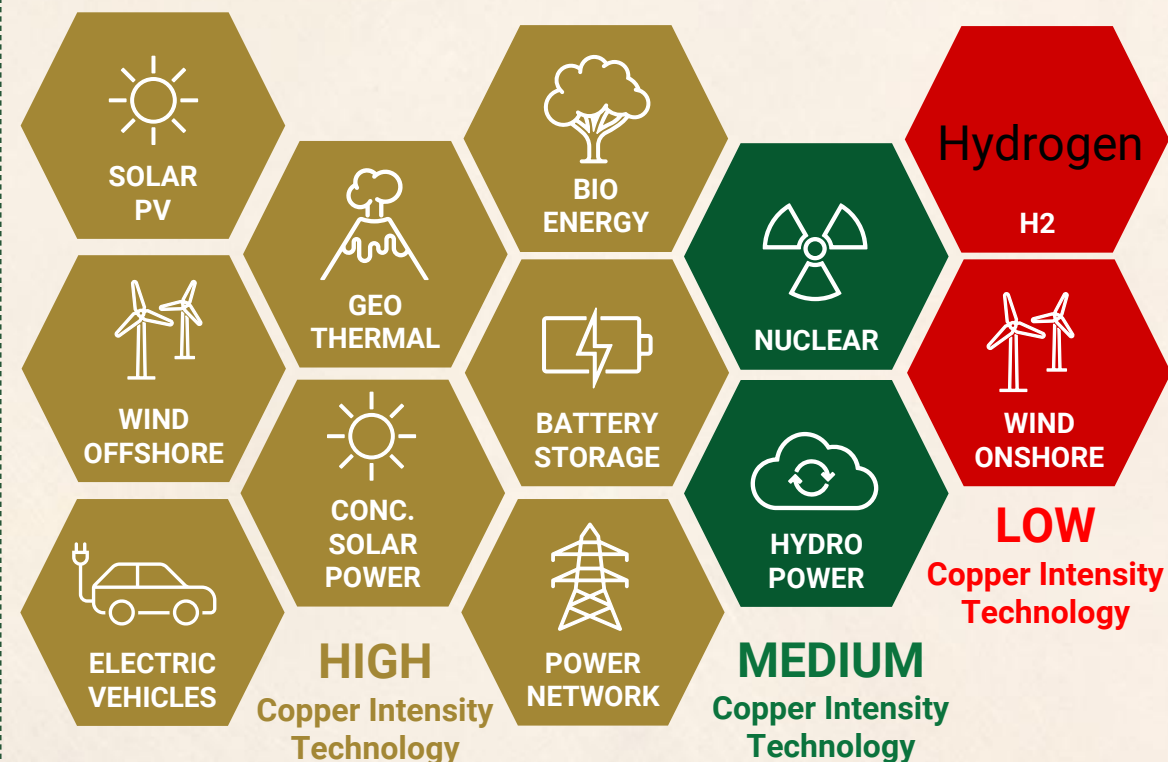 SOLAR
PV
WIND
OFFSHORE
ELECTRIC
VEHICLES
GEO
THERMAL
CONC.
SOLAR
POWER
HIGH
Copper Intensity
Technology
BIO
ENERGY
BATTERY
STORAGE
POWER
NETWORK
NUCLEAR
HYDRO
POWER
MEDIUM
Copper Intensity
Technology
Hydrogen
H2
WIND
ONSHORE
LOW
Copper Intensity
Technology